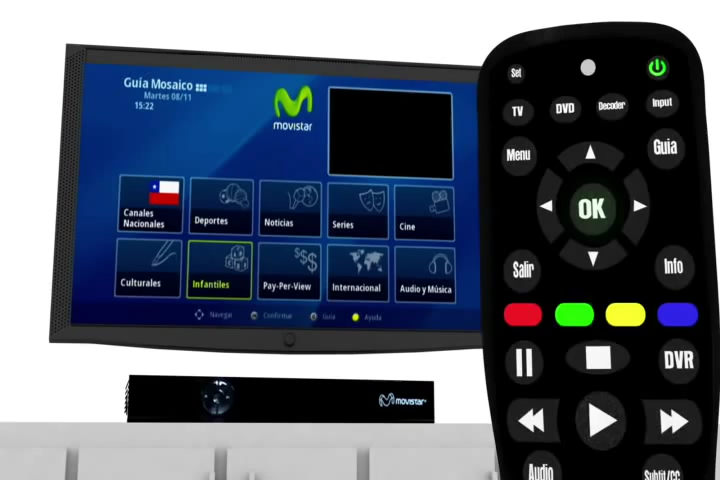 Guía Mosaico
Martes 08/11
15:22
movistar
Canales
Nacionales
Deportes
Noticias
Series
Cine
Culturales
Infantiles
$$$
Pay-Per-View
Internacional
Audio y Música
Navegar
Confirmar
Guía
Ayuda
movistar
Set
TV
DVD
Decoder
Input
Menu
Guia
OK
Salir
Info
DVR
Audio
Subtit/CC